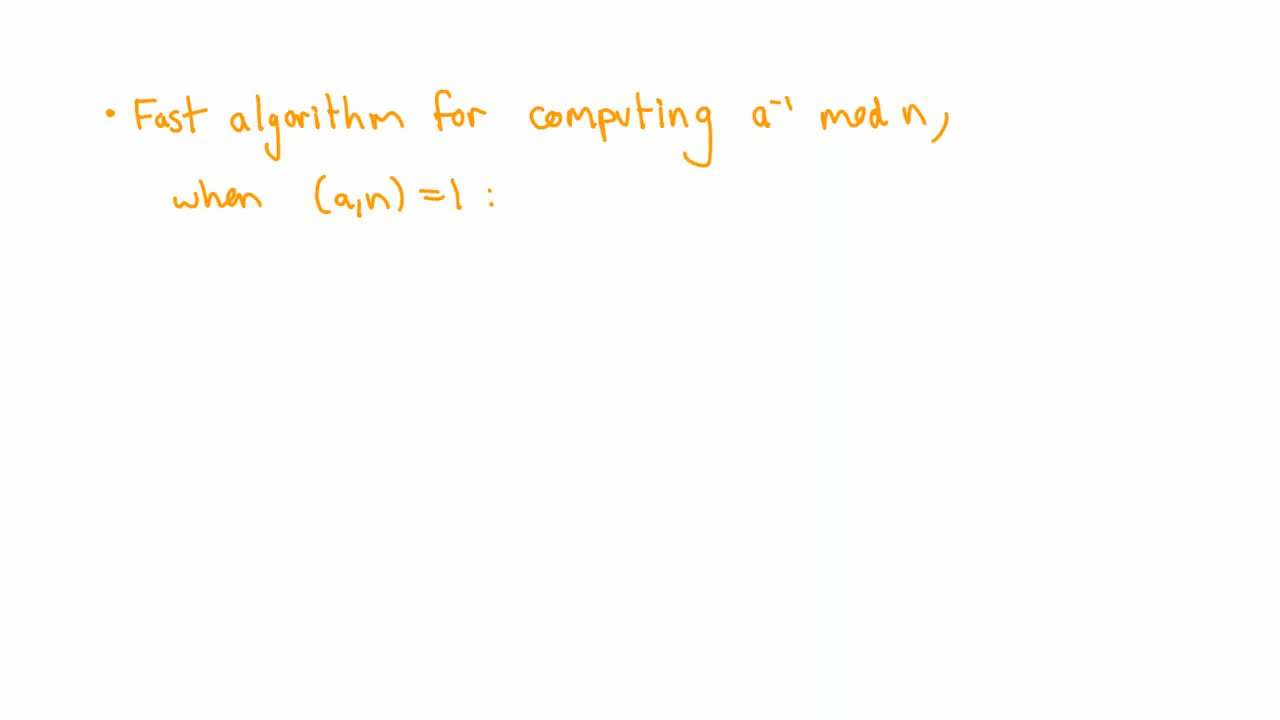 • Fast algorithm for computing a⁻¹ mod n,
when (a,n) = 1 :